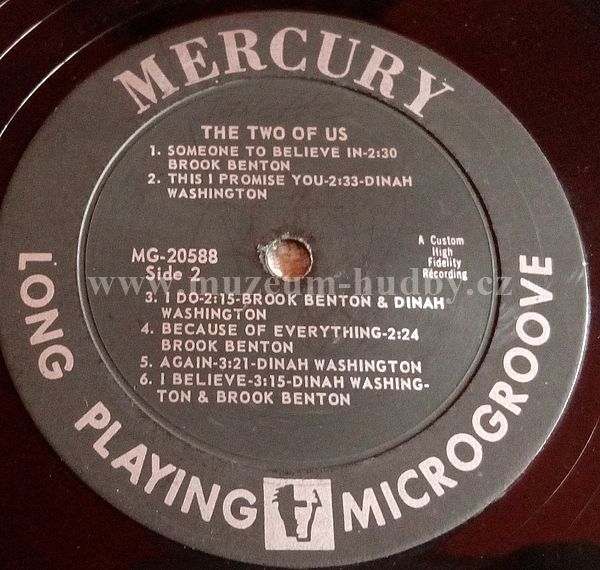 MERCURY
THE TWO OF US
1. SOMEONE TO BELIEVE IN-2:30
BROOK BENTON
2. THIS I PROMISE YOU-2:33-DINAH
WASHINGTON
MG-20588
Side 2
A Custom
High
Fidelity
Recording
www.muzeum-hudby.cz
3. I DO-2:15-BROOK BENTON & DINAH
WASHINGTON
4. BECAUSE OF EVERYTHING-2:24
BROOK BENTON
5. AGAIN-3:21-DINAH WASHINGTON
6. I BELIEVE-3:15-DINAH WASHING-
TON & BROOK BENTON
LONG PLAYING MICROGROOVE